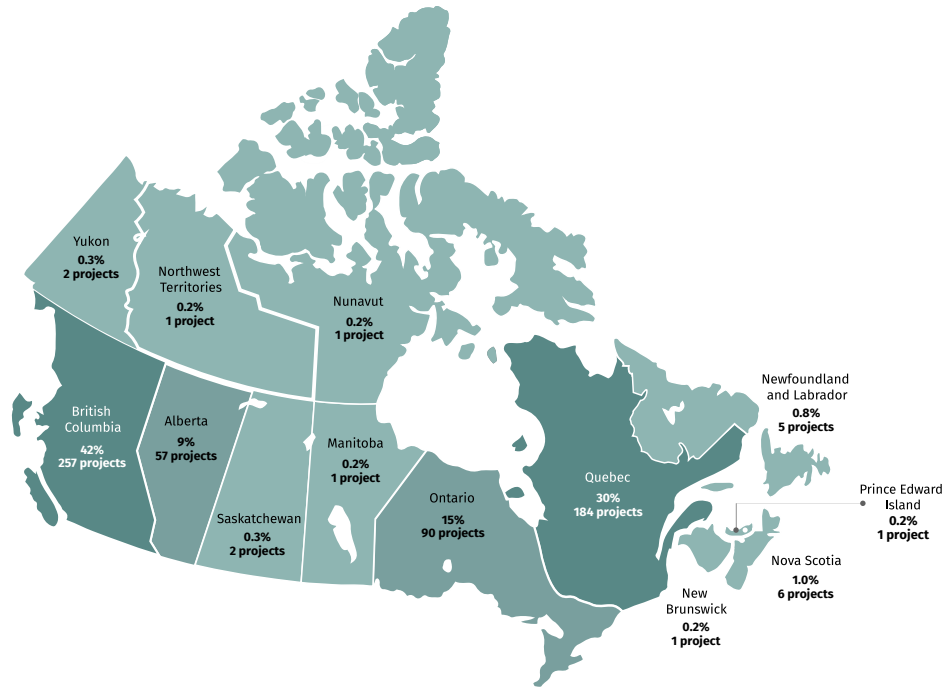 Yukon
0.3%
2 projects
Northwest
Territories
0.2%
1 project
Nunavut
0.2%
1 project
British
Columbia
42%
257 projects
Alberta
9%
57 projects
Saskatchewan
0.3%
2 projects
Manitoba
0.2%
1 project
Ontario
15%
90 projects
Quebec
30%
184 projects
Newfoundland
and Labrador
0.8%
5 projects
Prince Edward
Island
0.2%
1 project
Nova Scotia
1.0%
6 projects
New
Brunswick
0.2%
1 project